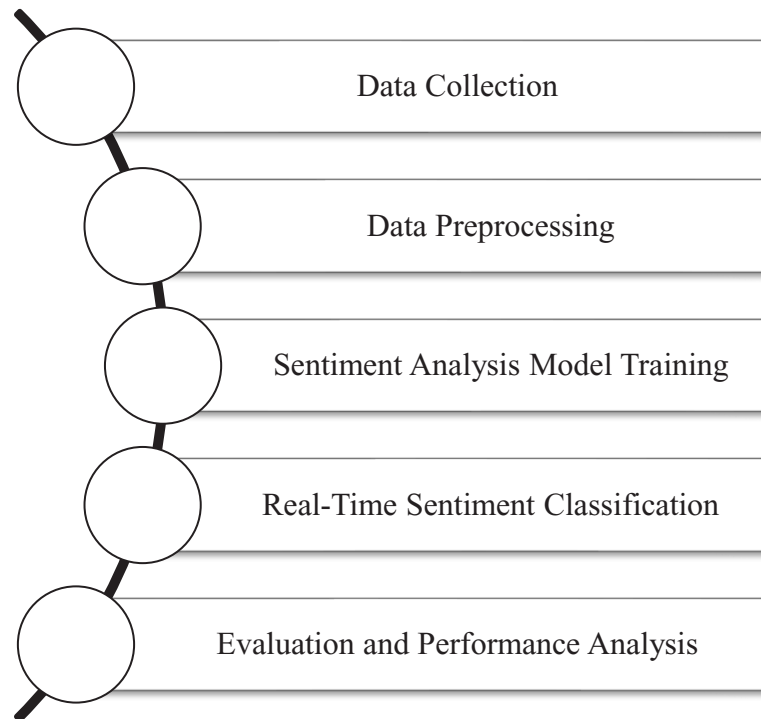 Data Collection
Data Preprocessing
Sentiment Analysis Model Training
Real-Time Sentiment Classification
Evaluation and Performance Analysis